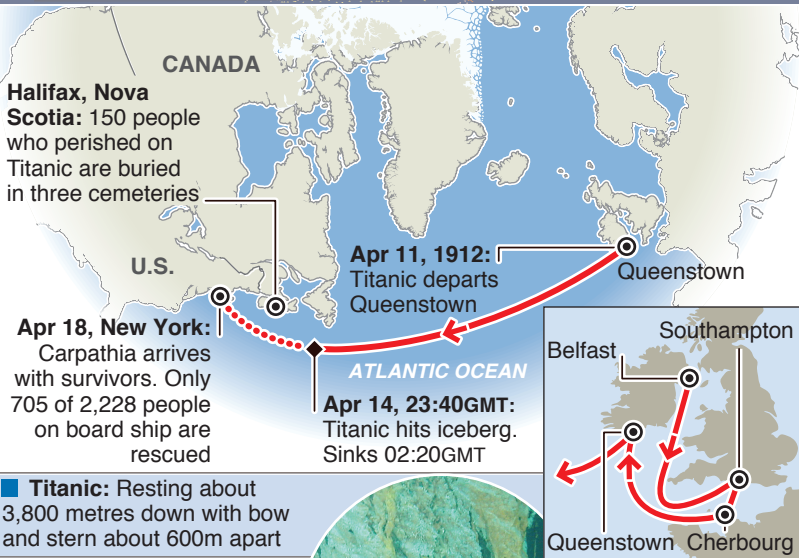 CANADA
Halifax, Nova
Scotia: 150 people
who perished on
Titanic are buried
in three cemeteries
U.S.
Apr 11, 1912:
Titanic departs
Queenstown
Queenstown
Apr 18, New York:
Carpathia arrives
with survivors. Only
705 of 2,228 people
on board ship are
rescued
ATLANTIC OCEAN
Apr 14, 23:40GMT:
Titanic hits iceberg.
Sinks 02:20GMT
Southampton
Belfast
Queenstown
Cherbourg
Titanic: Resting about
3,800 metres down with bow
and stern about 600m apart